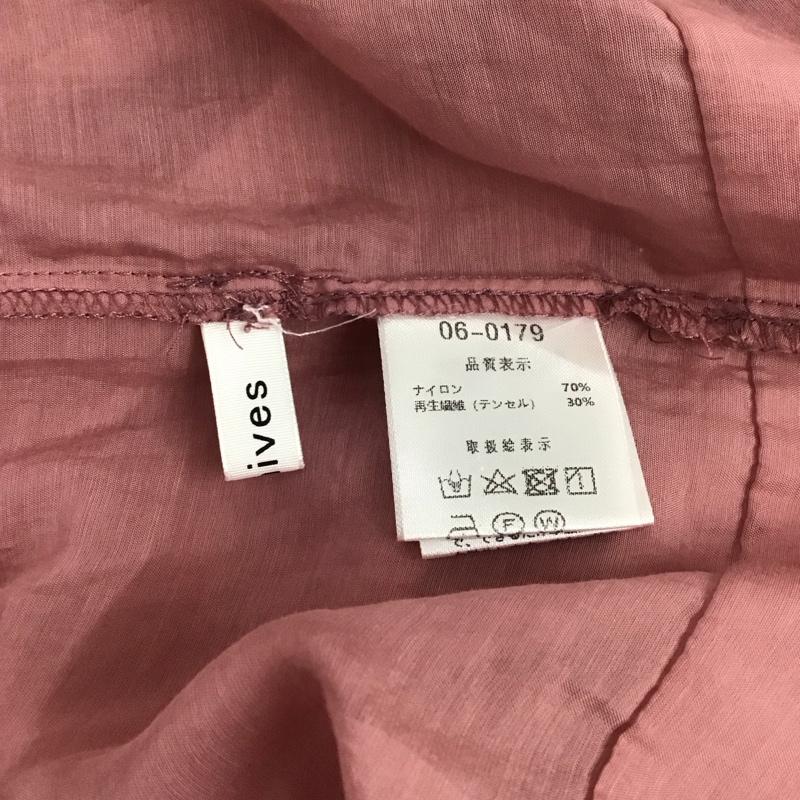 ives
06-0179
品質表示
ナイロン 70%
再生繊維（テンセル） 30%
取扱絵表示
F W